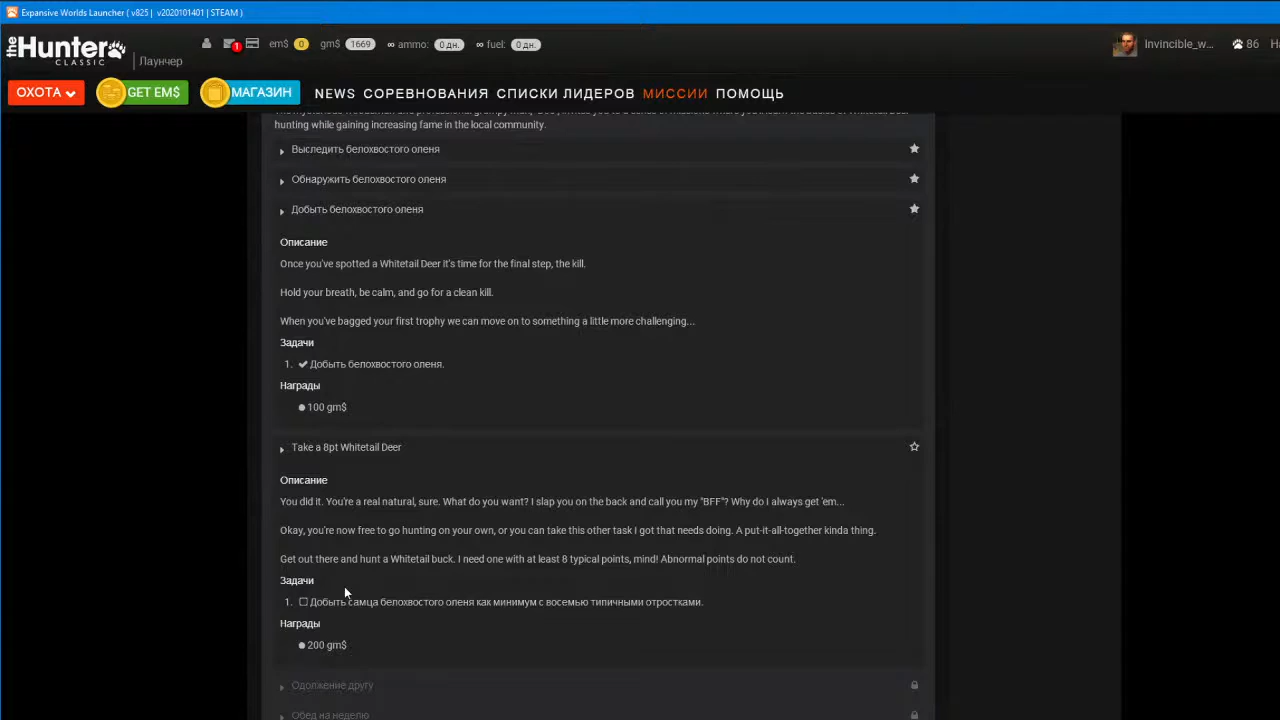 Expansive Worlds Launcher ( v825 | v2020101401 | STEAM )
theHunter CLASSIC Лаунчер
1 em$ 0 gm$ 1669 ∞ ammo: 0 дн. ∞ fuel: 0 дн. Invincible_w... 86
ОХОТА GET EM$ МАГАЗИН NEWS СОРЕВНОВАНИЯ СПИСКИ ЛИДЕРОВ МИССИИ ПОМОЩЬ
hunting while gaining increasing fame in the local community.
Выследить белохвостого оленя
Обнаружить белохвостого оленя
Добыть белохвостого оленя
Описание
Once you've spotted a Whitetail Deer it's time for the final step, the kill.
Hold your breath, be calm, and go for a clean kill.
When you've bagged your first trophy we can move on to something a little more challenging...
Задачи
1. Добыть белохвостого оленя.
Награды
100 gm$
Take a 8pt Whitetail Deer
Описание
You did it. You're a real natural, sure. What do you want? I slap you on the back and call you my "BFF"? Why do I always get 'em...
Okay, you're now free to go hunting on your own, or you can take this other task I got that needs doing. A put-it-all-together kinda thing.
Get out there and hunt a Whitetail buck. I need one with at least 8 typical points, mind! Abnormal points do not count.
Задачи
1. Добыть самца белохвостого оленя как минимум с восемью типичными отростками.
Награды
200 gm$
Одолжение другу
Обед на неделю